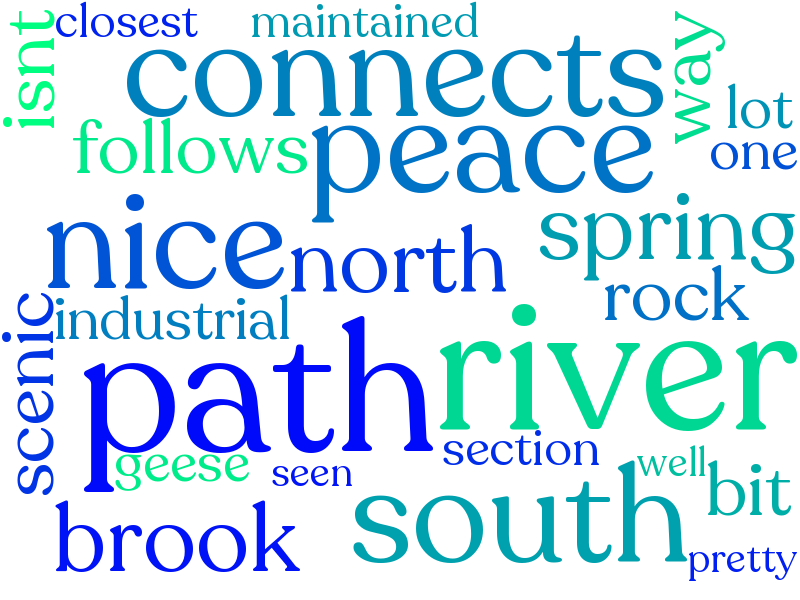 closest
maintained
isnt
connects
way
lot
one
follows
peace
nice
north
spring
rock
scenic
industrial
path
river
geese
seen
section
well
bit
brook
south
pretty